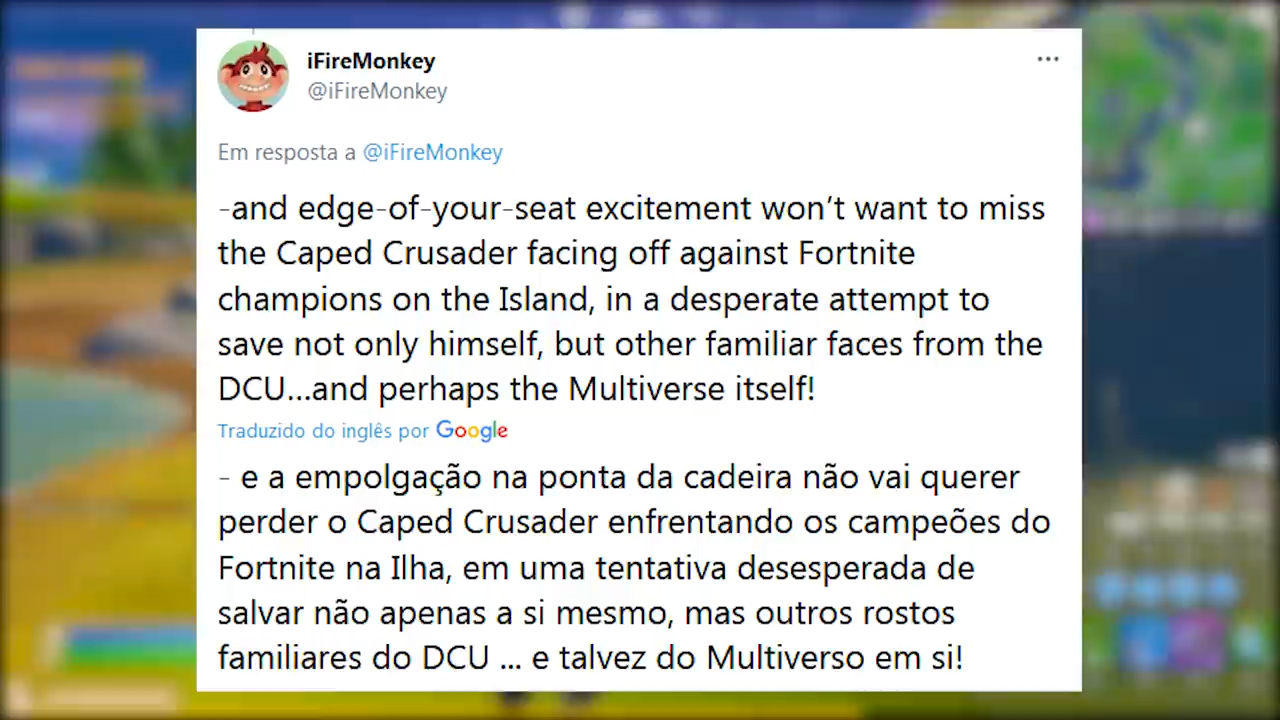 iFireMonkey
@iFireMonkey
Em resposta a @iFireMonkey
-and edge-of-your-seat excitement won’t want to miss
the Caped Crusader facing off against Fortnite
champions on the Island, in a desperate attempt to
save not only himself, but other familiar faces from the
DCU...and perhaps the Multiverse itself!
Traduzido do inglês por Google
- e a empolgação na ponta da cadeira não vai querer
perder o Caped Crusader enfrentando os campeões do
Fortnite na Ilha, em uma tentativa desesperada de
salvar não apenas a si mesmo, mas outros rostos
familiares do DCU ... e talvez do Multiverso em si!